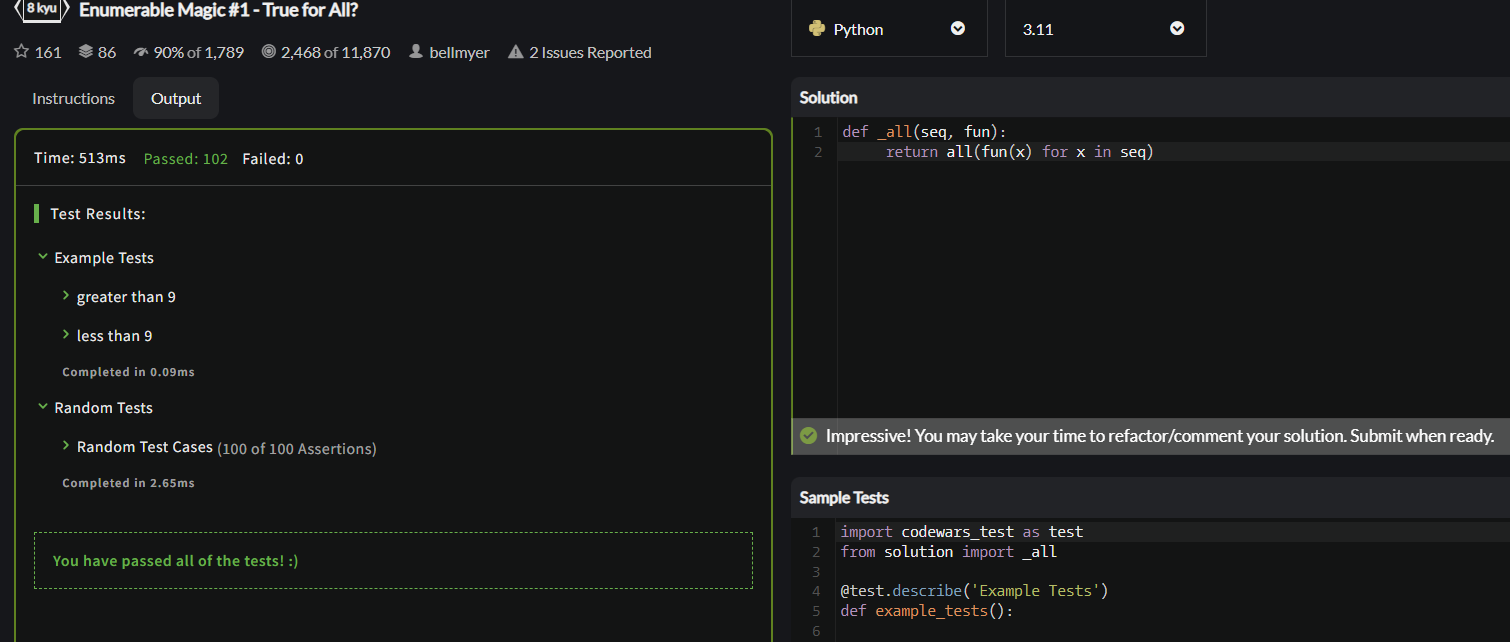 8 kyu Enumerable Magic #1 - True for All?
161 86 90% of 1,789 2,468 of 11,870 bellmyer 2 Issues Reported
Instructions Output
Time: 513ms Passed: 102 Failed: 0
Test Results:
Example Tests
greater than 9
less than 9
Completed in 0.09ms
Random Tests
Random Test Cases (100 of 100 Assertions)
Completed in 2.65ms
You have passed all of the tests! :)
Python 3.11
Solution
1 def _all(seq, fun):
2 return all(fun(x) for x in seq)
Impressive! You may take your time to refactor/comment your solution. Submit when ready.
Sample Tests
1 import codewars_test as test
2 from solution import _all
3
4 @test.describe('Example Tests')
5 def example_tests():
6